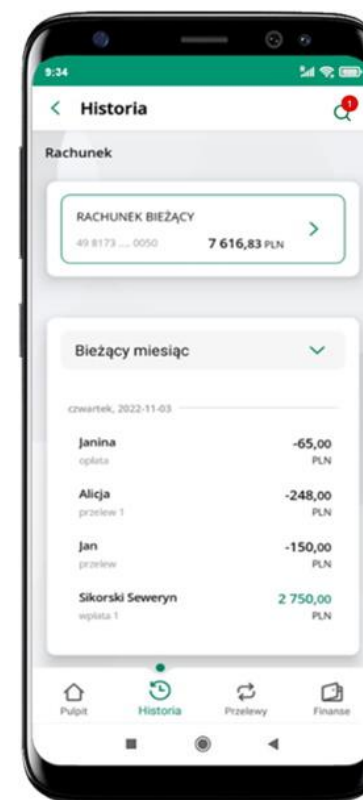 9:34
Historia
1
Rachunek
RACHUNEK BIEŻĄCY
49 8173 .... 0050 7 616,83 PLN
Bieżący miesiąc
czwartek, 2022-11-03
Janina -65,00
opłata PLN
Alicja -248,00
przelew 1 PLN
Jan -150,00
przelew PLN
Sikorski Seweryn 2 750,00
wpłata 1 PLN
Pulpit Historia Przelewy Finanse